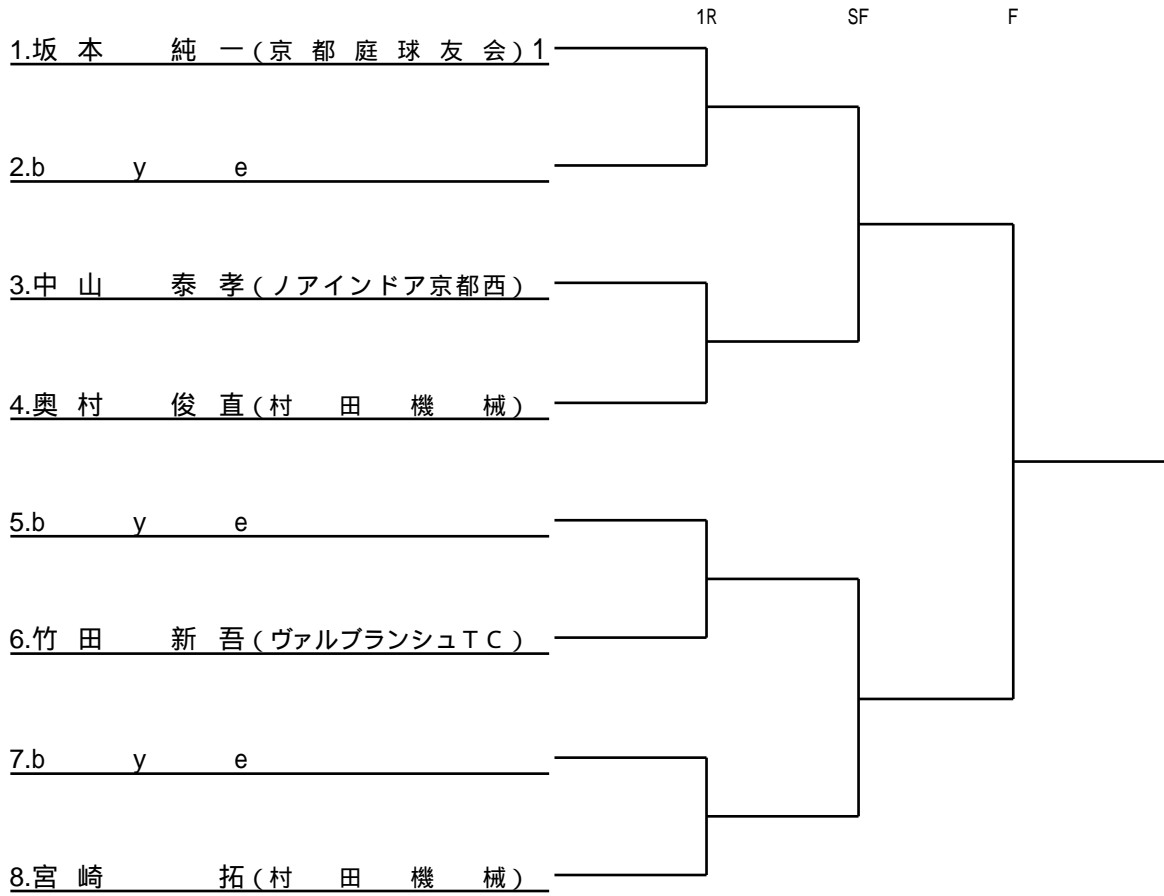 1R SF F
1.坂本 純一(京都庭球友会)1
2.b y e
3.中山 泰孝(ノアインドア京都西)
4.奥村 俊直(村田機械)
5.b y e
6.竹田 新吾(ヴァルブランシュTC)
7.b y e
8.宮崎 拓(村田機械)